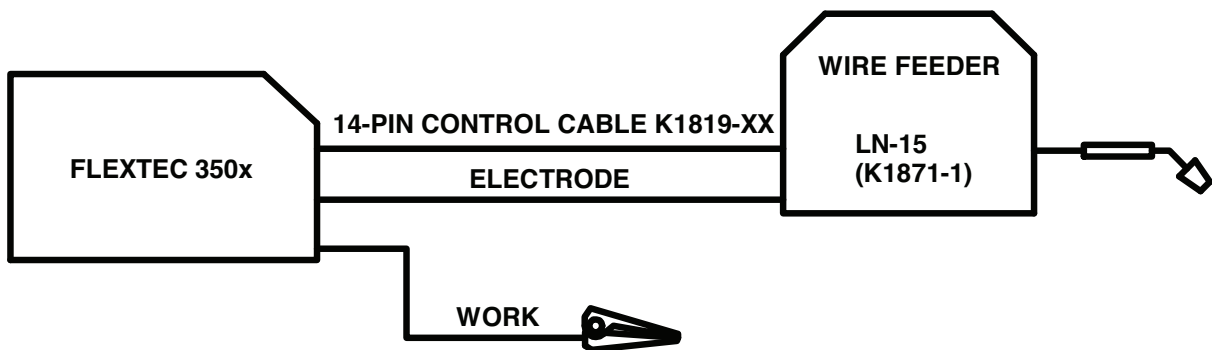 WIRE FEEDER
14-PIN CONTROL CABLE K1819-XX
FLEXTEC 350x
LN-15
(K1871-1)
ELECTRODE
WORK